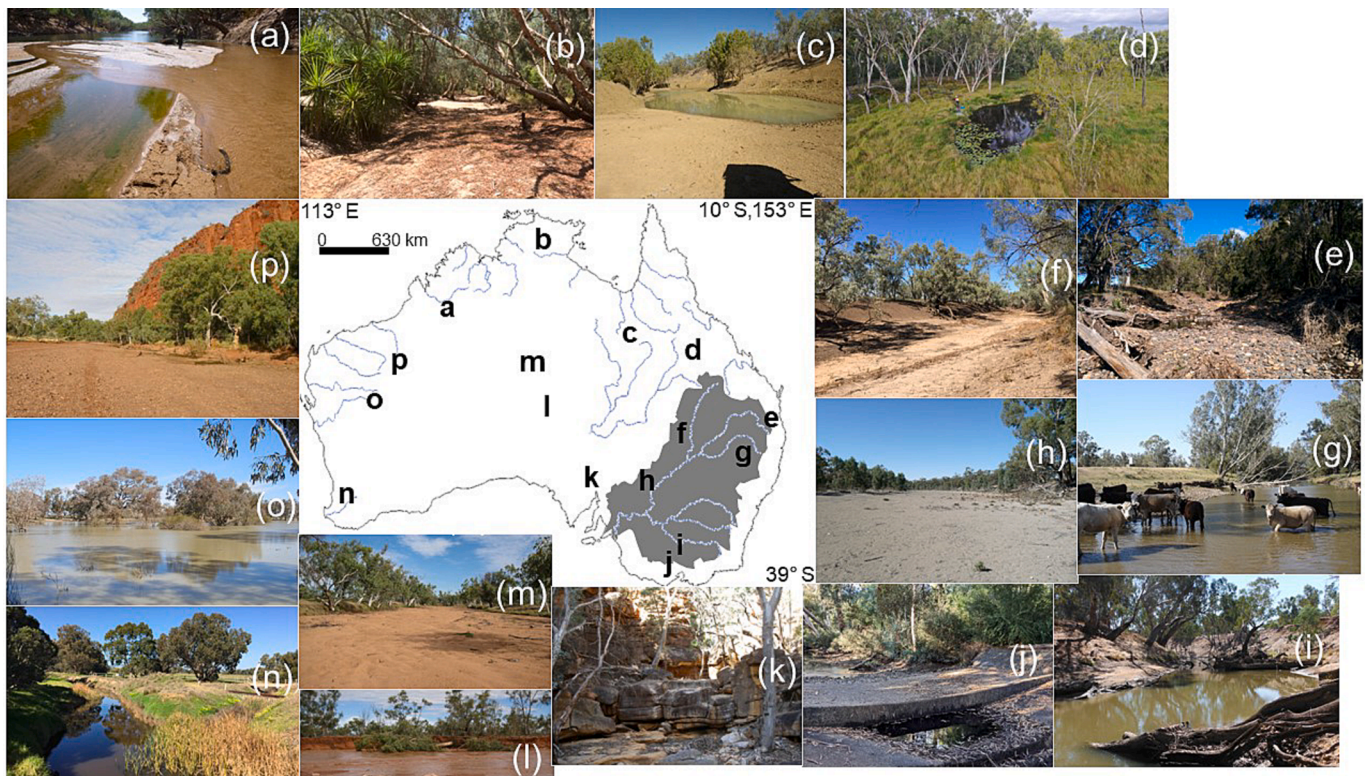 (a)
(b)
(c)
(d)
(p)
113° E
10° S,153° E
0 630 km
b
a
c
d
p
m
o
l
e
f
g
h
k
n
i
j
39° S
(f)
(e)
(h)
(g)
(o)
(m)
(n)
(l)
(k)
(j)
(i)